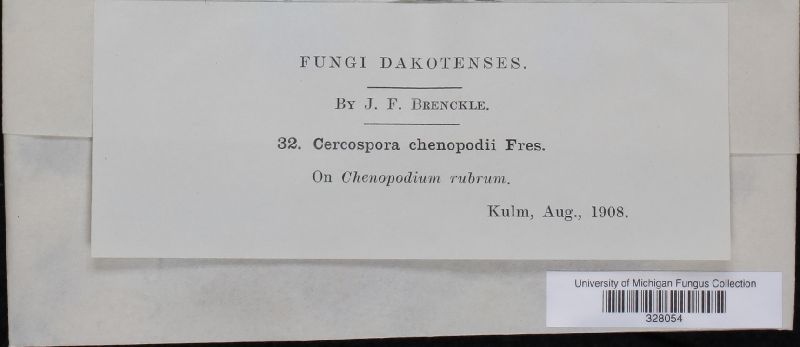 FUNGI DAKOTENSES.
By J. F. Brenckle.
32. Cercospora chenopodii Fres.
On Chenopodium rubrum.
Kulm, Aug., 1908.
University of Michigan Fungus Collection
328054